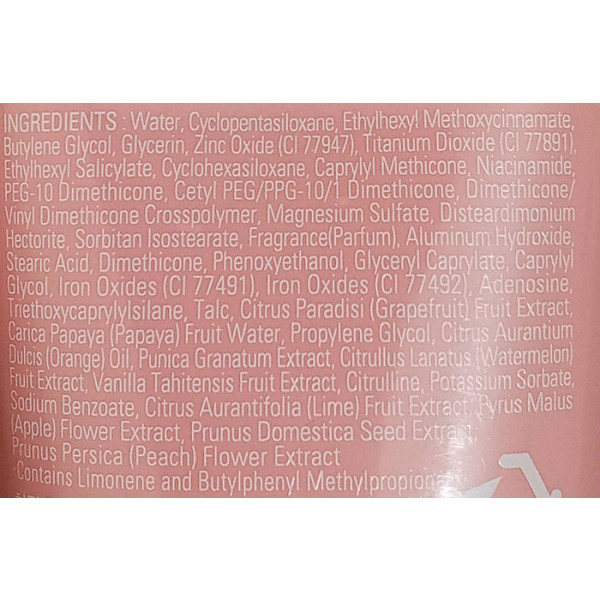 INGREDIENTS : Water, Cyclopentasiloxane, Ethylhexyl Methoxycinnamate,
Butylene Glycol, Glycerin, Zinc Oxide (CI 77947), Titanium Dioxide (CI 77891),
Ethylhexyl Salicylate, Cyclohexasiloxane, Caprylyl Methicone, Niacinamide,
PEG-10 Dimethicone, Cetyl PEG/PPG-10/1 Dimethicone, Dimethicone/
Vinyl Dimethicone Crosspolymer, Magnesium Sulfate, Disteardimonium
Hectorite, Sorbitan Isostearate, Fragrance(Parfum), Aluminum Hydroxide,
Stearic Acid, Dimethicone, Phenoxyethanol, Glyceryl Caprylate, Caprylyl
Glycol, Iron Oxides (CI 77491), Iron Oxides (CI 77492), Adenosine,
Triethoxycaprylylsilane, Talc, Citrus Paradisi (Grapefruit) Fruit Extract,
Carica Papaya (Papaya) Fruit Water, Propylene Glycol, Citrus Aurantium
Dulcis (Orange) Oil, Punica Granatum Extract, Citrullus Lanatus (Watermelon)
Fruit Extract, Vanilla Tahitensis Fruit Extract, Citrulline, Potassium Sorbate,
Sodium Benzoate, Citrus Aurantifolia (Lime) Fruit Extract, Pyrus Malus
(Apple) Flower Extract, Prunus Domestica Seed Extract,
Prunus Persica (Peach) Flower Extract
*Contains Limonene and Butylphenyl Methylpropiona